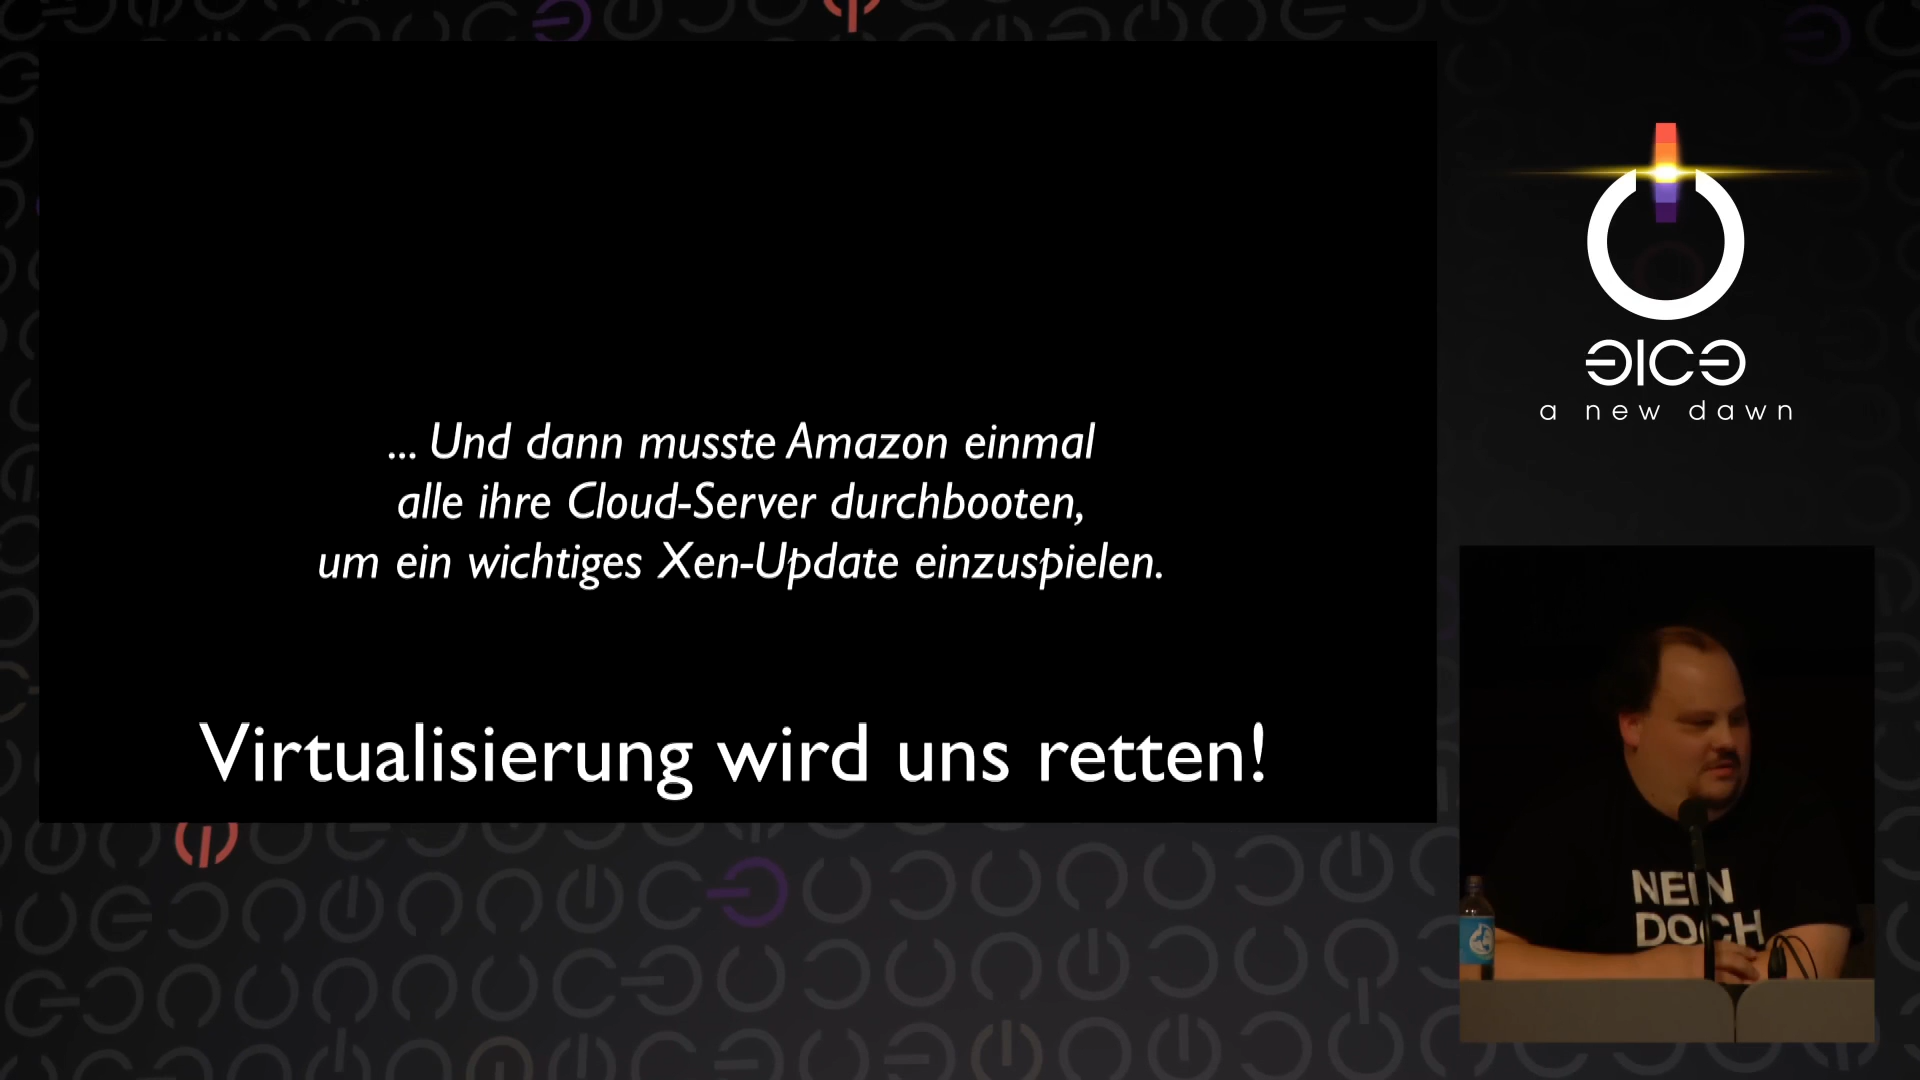 ... Und dann musste Amazon einmal
alle ihre Cloud-Server durchbooten,
um ein wichtiges Xen-Update einzuspielen.
Virtualisierung wird uns retten!
31C3
a new dawn
NEIN
DOCH